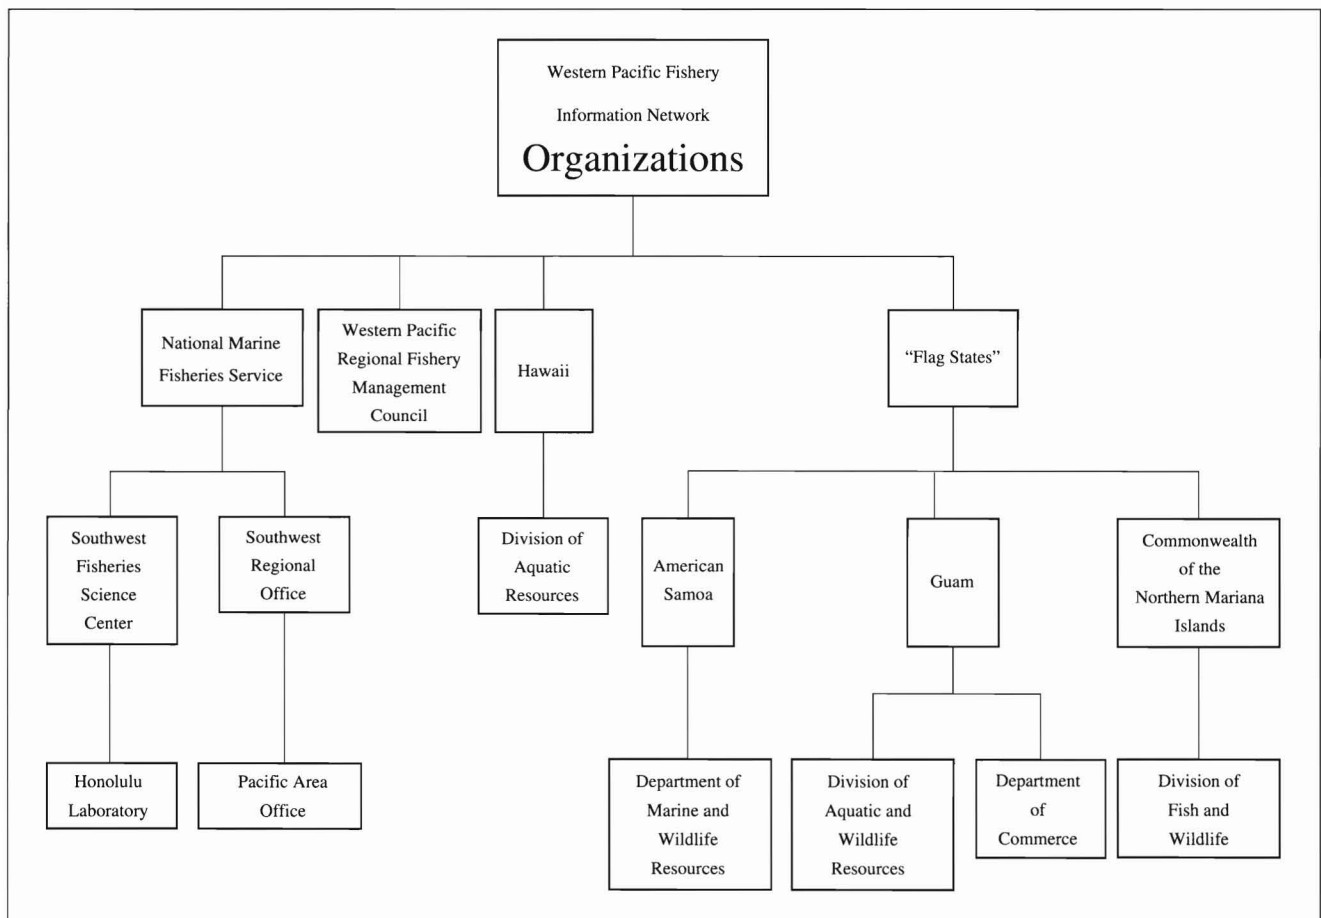 Western Pacific Fishery
Information Network
Organizations
National Marine
Fisheries Service
Western Pacific
Regional Fishery
Management
Council
Hawaii
“Flag States”
Southwest
Fisheries
Science
Center
Southwest
Regional
Office
Division of
Aquatic
Resources
American
Samoa
Guam
Commonwealth
of the
Northern Mariana
Islands
Honolulu
Laboratory
Pacific Area
Office
Department of
Marine and
Wildlife
Resources
Division of
Aquatic and
Wildlife
Resources
Department
of
Commerce
Division of
Fish and
Wildlife